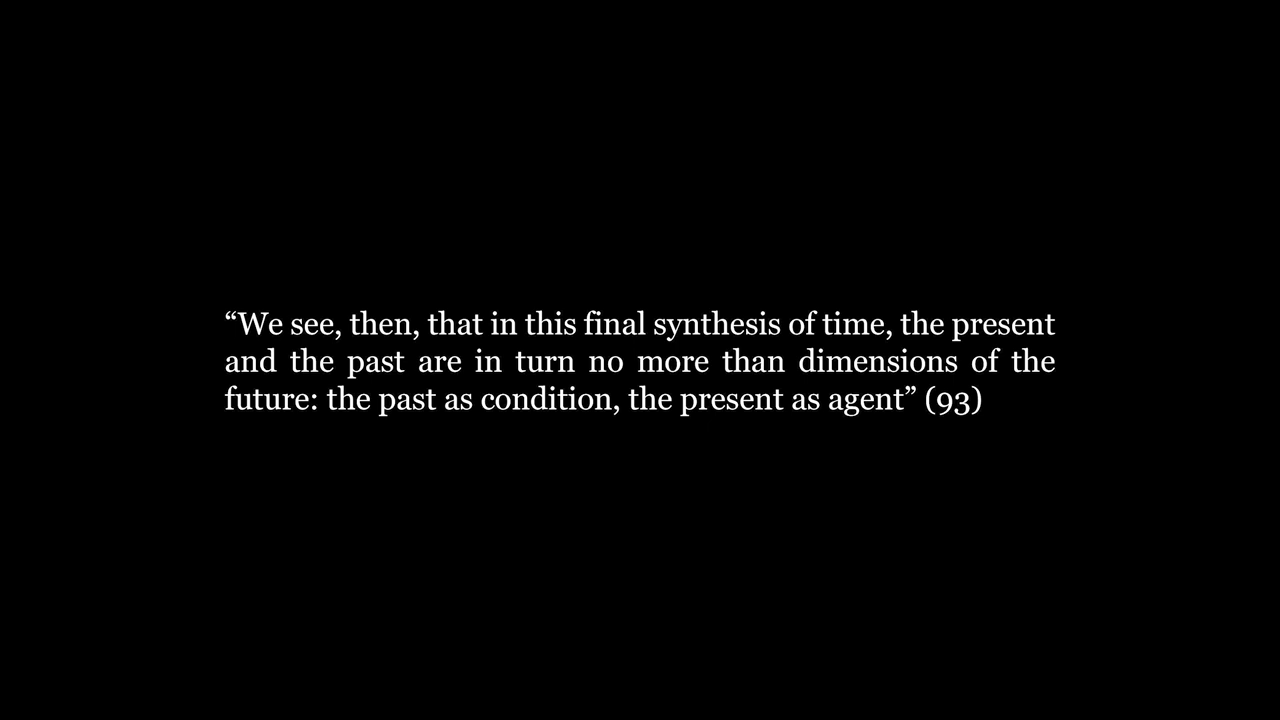 “We see, then, that in this final synthesis of time, the present
and the past are in turn no more than dimensions of the
future: the past as condition, the present as agent” (93)